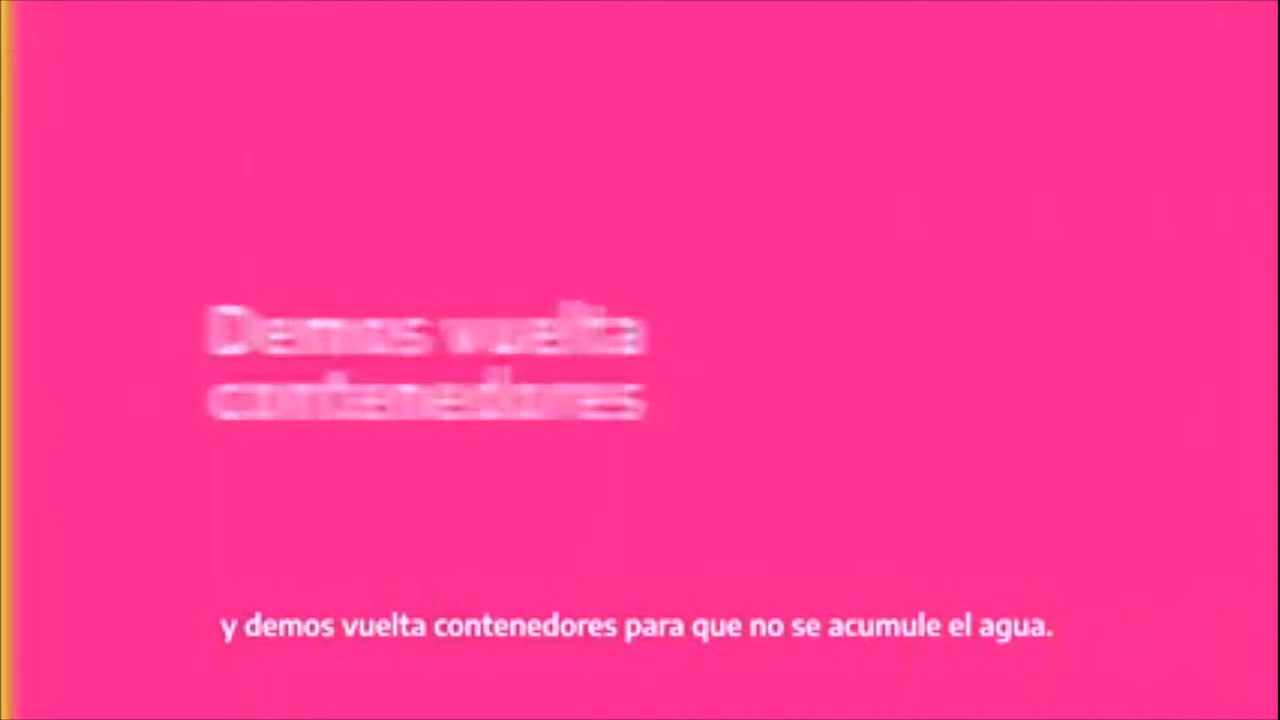 Demos vuelta
contenedores
y demos vuelta contenedores para que no se acumule el agua.